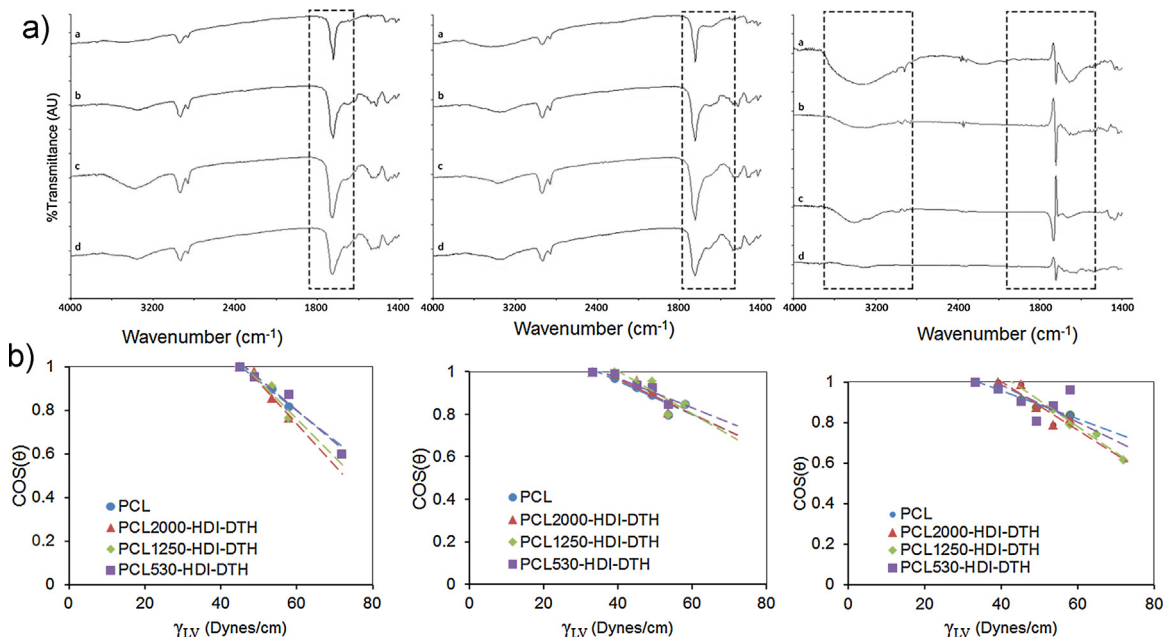 a)
%Transmittance (AU)
a
b
c
d
4000 3200 2400 1800 1400
Wavenumber (cm-1)
a
b
c
d
4000 3200 2400 1800 1400
Wavenumber (cm-1)
a
b
c
d
4000 3200 2400 1800 1400
Wavenumber (cm-1)
b)
COS(θ)
1
0.8
0.6
0.4
0.2
0
PCL
PCL2000-HDI-DTH
PCL1250-HDI-DTH
PCL530-HDI-DTH
0 20 40 60 80
γLV (Dynes/cm)
COS(θ)
1
0.8
0.6
0.4
0.2
0
PCL
PCL2000-HDI-DTH
PCL1250-HDI-DTH
PCL530-HDI-DTH
0 20 40 60 80
γLV (Dynes/cm)
COS(θ)
1
0.8
0.6
0.4
0.2
0
PCL
PCL2000-HDI-DTH
PCL1250-HDI-DTH
PCL530-HDI-DTH
0 20 40 60 80
γLV (Dynes/cm)